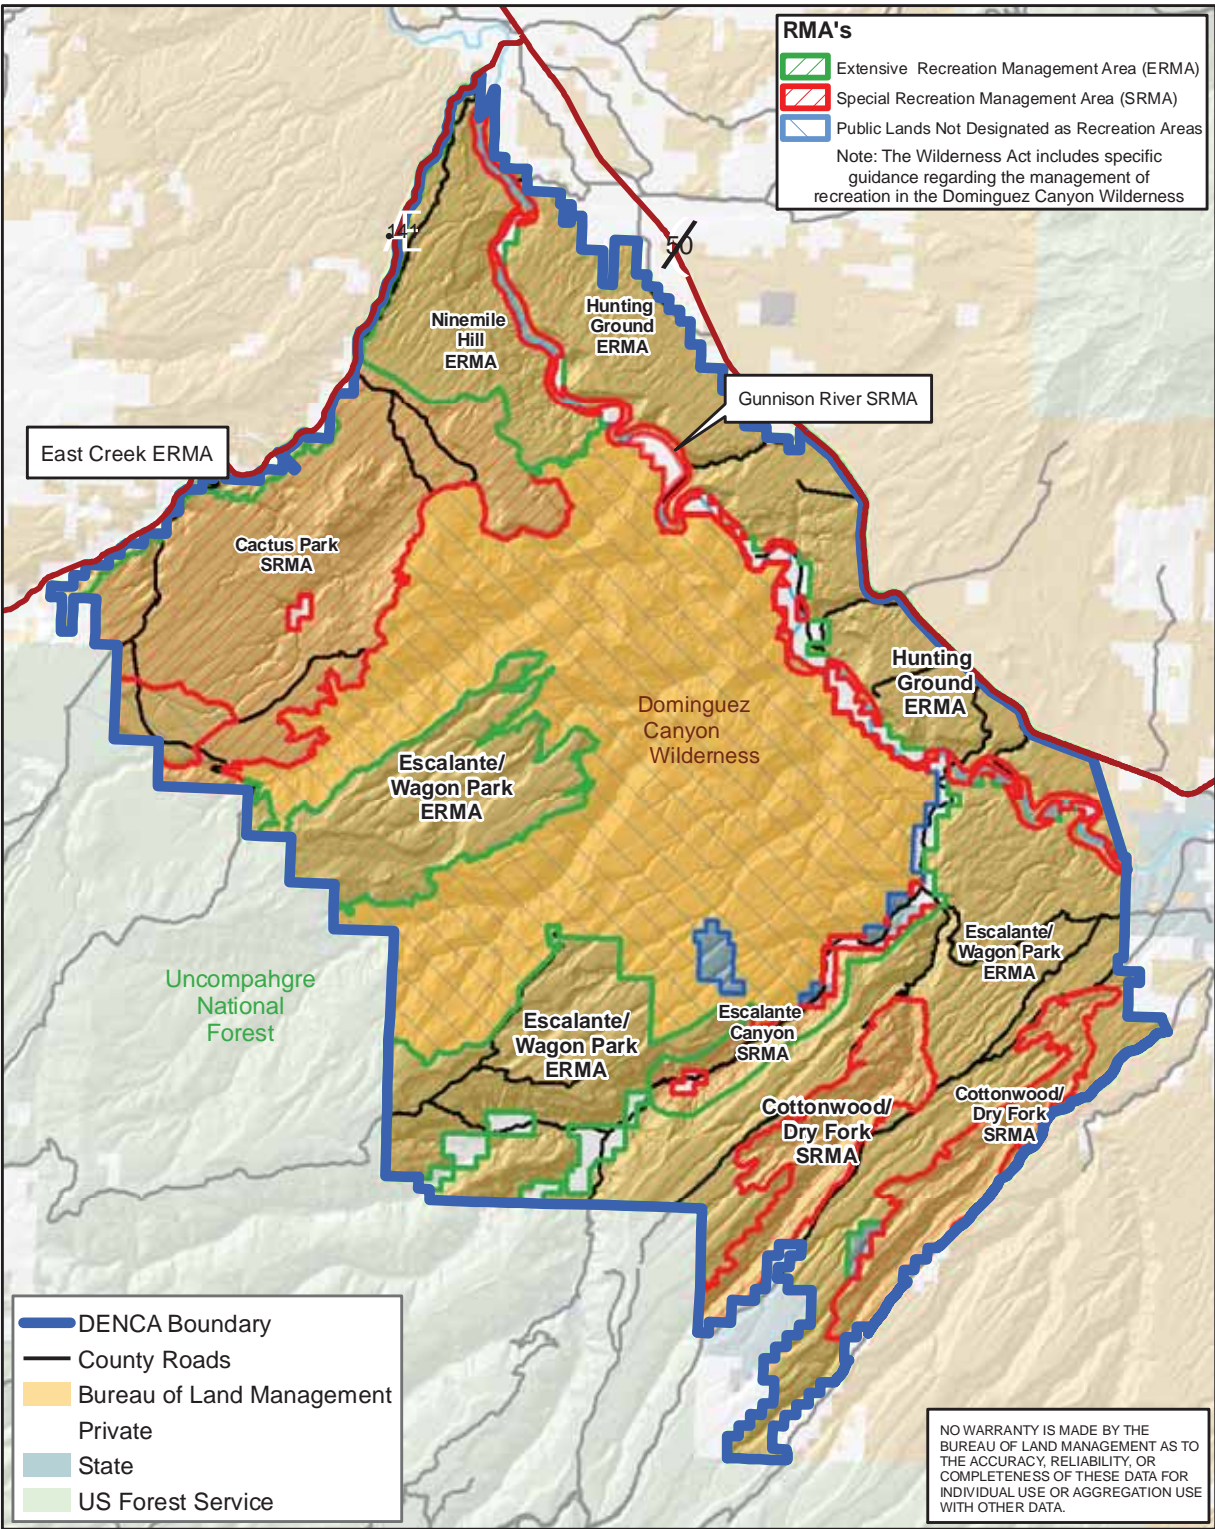 RMA's
Extensive Recreation Management Area (ERMA)
Special Recreation Management Area (SRMA)
Public Lands Not Designated as Recreation Areas
Note: The Wilderness Act includes specific
guidance regarding the management of
recreation in the Dominguez Canyon Wilderness
141
50
Ninemile
Hill
ERMA
Hunting
Ground
ERMA
Gunnison River SRMA
East Creek ERMA
Cactus Park
SRMA
Hunting
Ground
ERMA
Dominguez
Canyon
Wilderness
Escalante/
Wagon Park
ERMA
Escalante/
Wagon Park
ERMA
Uncompahgre
National
Forest
Escalante/
Wagon Park
ERMA
Escalante
Canyon
SRMA
Cottonwood/
Dry Fork
SRMA
Cottonwood/
Dry Fork
SRMA
DENCA Boundary
County Roads
Bureau of Land Management
Private
State
US Forest Service
NO WARRANTY IS MADE BY THE
BUREAU OF LAND MANAGEMENT AS TO
THE ACCURACY, RELIABILITY, OR
COMPLETENESS OF THESE DATA FOR
INDIVIDUAL USE OR AGGREGATION USE
WITH OTHER DATA.